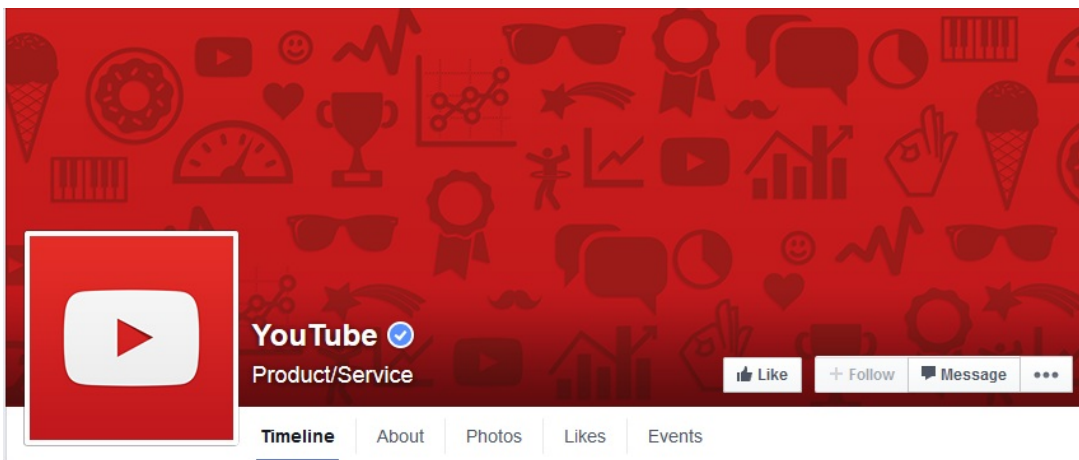 YouTube
Product/Service
Like
+ Follow
Message
•••
Timeline
About
Photos
Likes
Events